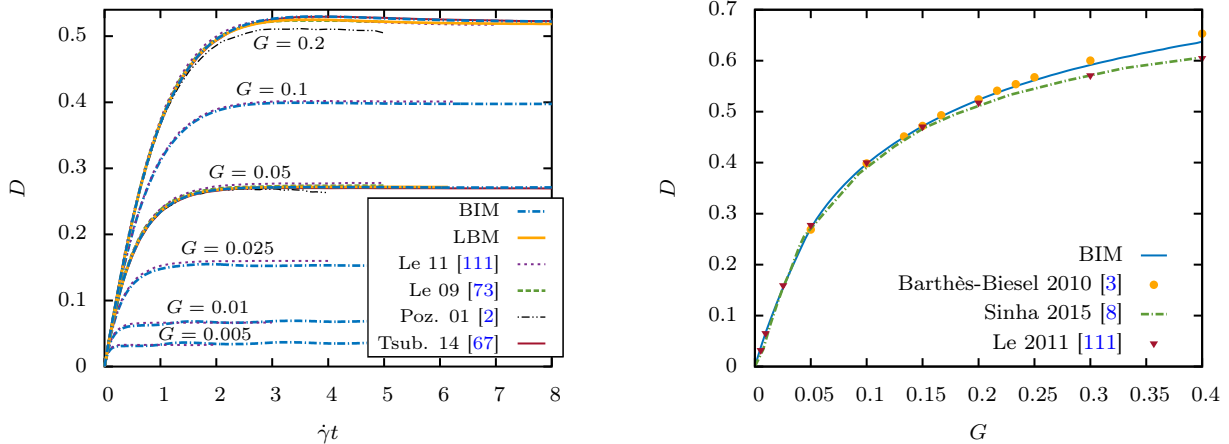 D
0.5
0.4
0.3
0.2
0.1
0
G = 0.2
G = 0.1
G = 0.05
G = 0.025
G = 0.01
G = 0.005
BIM
LBM
Le 11 [111]
Le 09 [73]
Poz. 01 [2]
Tsub. 14 [67]
0 1 2 3 4 5 6 7 8
γ̇t
D
0.7
0.6
0.5
0.4
0.3
0.2
0.1
0
BIM
Barthès-Biesel 2010 [3]
Sinha 2015 [8]
Le 2011 [111]
0 0.05 0.1 0.15 0.2 0.25 0.3 0.35 0.4
G